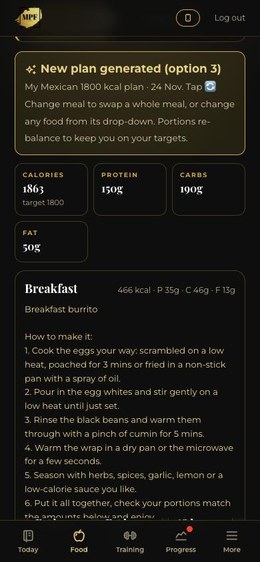 MPF
Log out
New plan generated (option 3)
My Mexican 1800 kcal plan · 24 Nov. Tap 🔄
Change meal to swap a whole meal, or change
any food from its drop-down. Portions re-
balance to keep you on your targets.
CALORIES
1863
target 1800
PROTEIN
150g
CARBS
190g
FAT
50g
Breakfast
466 kcal · P 35g · C 46g · F 13g
Breakfast burrito
How to make it:
1. Cook the eggs your way: scrambled on a low
heat, poached for 3 mins or fried in a non-stick
pan with a spray of oil.
2. Pour in the egg whites and stir gently on a
low heat until just set.
3. Rinse the black beans and warm them
through with a pinch of cumin for 5 mins.
4. Warm the wrap in a dry pan or the microwave
for a few seconds.
5. Season with herbs, spices, garlic, lemon or a
low-calorie sauce you like.
6. Put it all together, check your portions match
the amounts below and enjoy.
Today
Food
Training
Progress
More